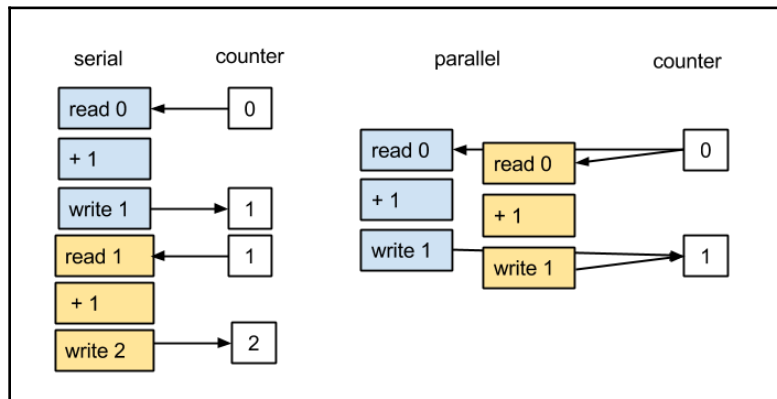 serial counter
read 0 0
+ 1
write 1 1
read 1 1
+ 1
write 2 2
parallel counter
read 0 read 0 0
+ 1 + 1
write 1 write 1 1